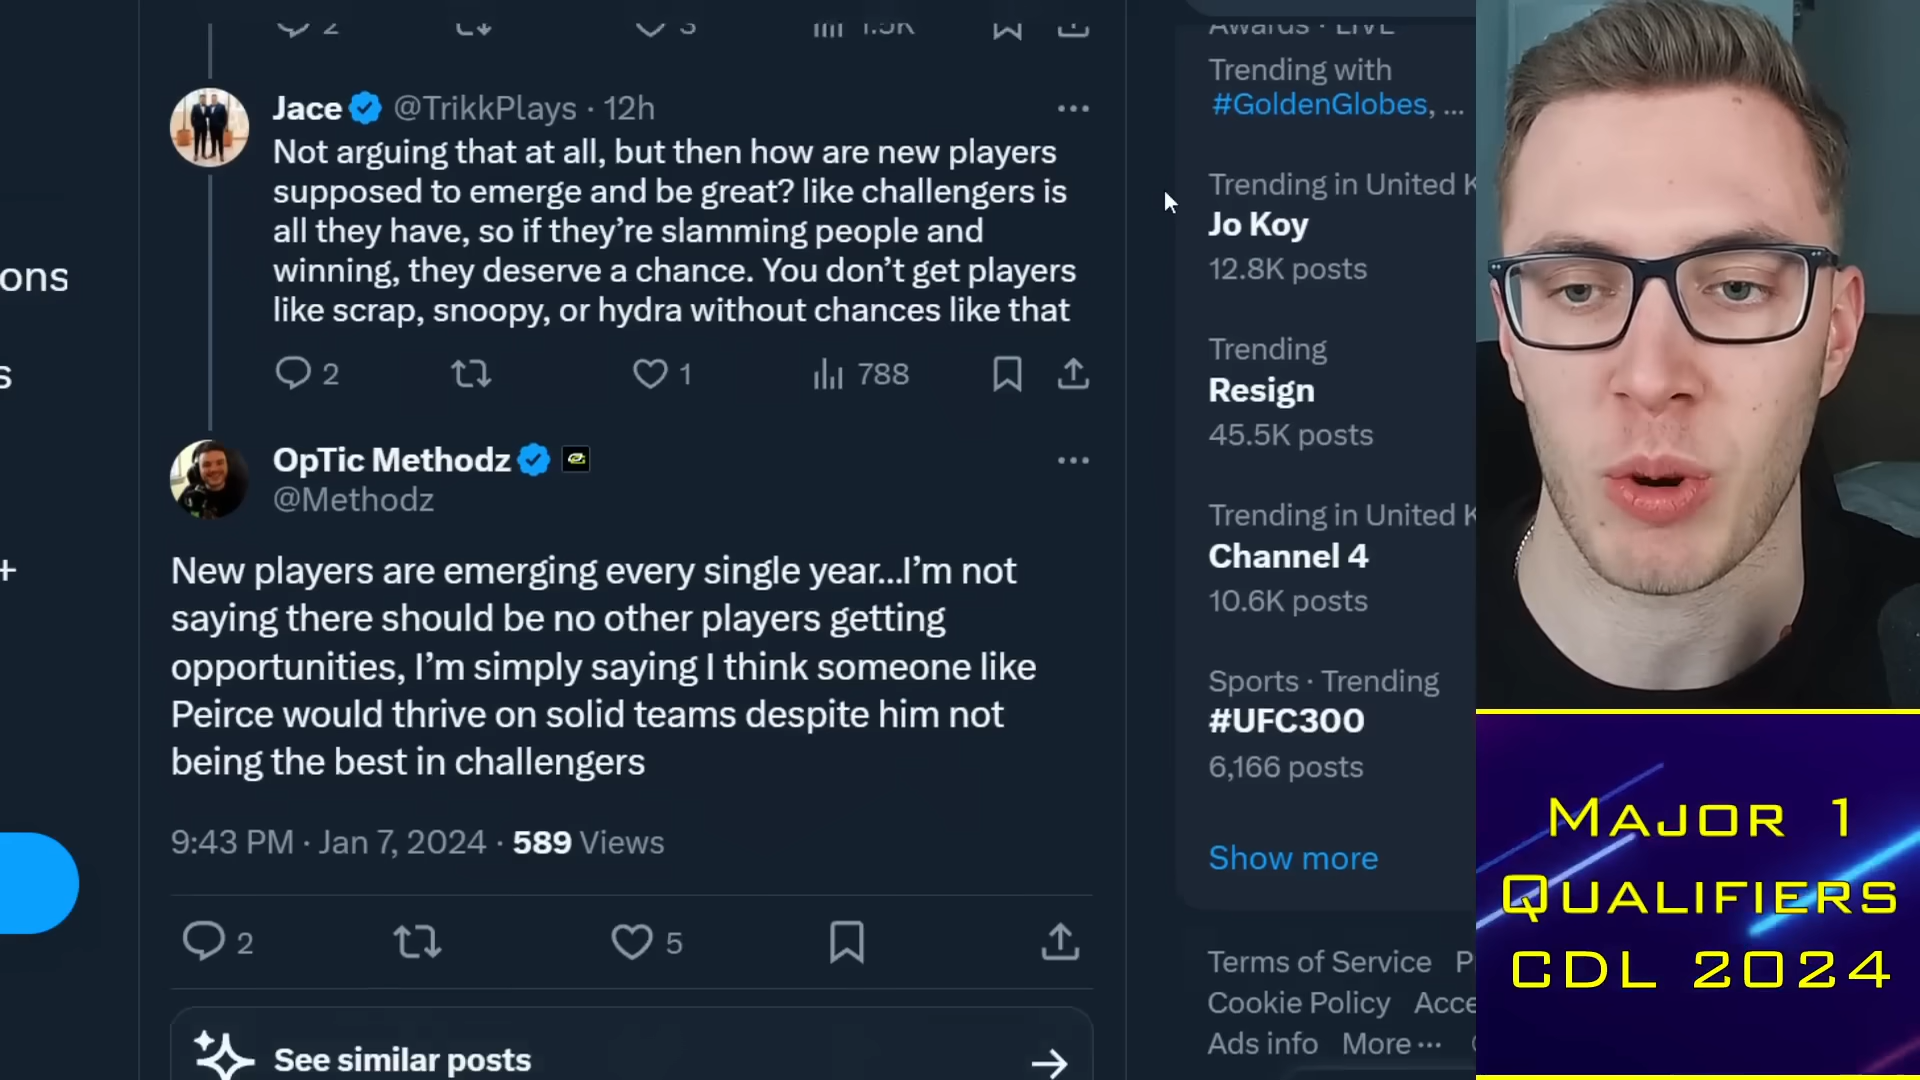 2
3
1.5K
Jace @TrikkPlays · 12h
Not arguing that at all, but then how are new players
supposed to emerge and be great? like challengers is
all they have, so if they’re slamming people and
winning, they deserve a chance. You don’t get players
like scrap, snoopy, or hydra without chances like that
2
1
788
OpTic Methodz
@Methodz
New players are emerging every single year...I’m not
saying there should be no other players getting
opportunities, I’m simply saying I think someone like
Peirce would thrive on solid teams despite him not
being the best in challengers
9:43 PM · Jan 7, 2024 · 589 Views
2
5
See similar posts
ons
s
+
Awards · LIVE
Trending with
#GoldenGlobes, ...
Trending in United K
Jo Koy
12.8K posts
Trending
Resign
45.5K posts
Trending in United K
Channel 4
10.6K posts
Sports · Trending
#UFC300
6,166 posts
Show more
Terms of Service P
Cookie Policy Acce
Ads info More ···
MAJOR 1
QUALIFIERS
CDL 2024